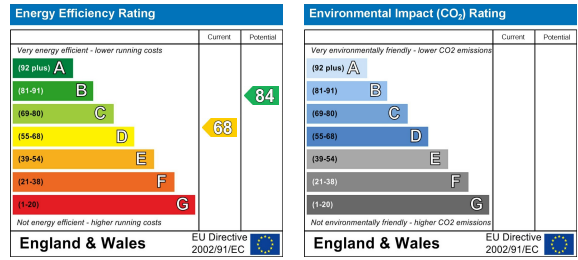 Energy Efficiency Rating
Current Potential
Very energy efficient - lower running costs
(92 plus) A
(81-91) B
84
(69-80) C
(55-68) D
68
(39-54) E
(21-38) F
(1-20) G
Not energy efficient - higher running costs
England & Wales
EU Directive
2002/91/EC
Environmental Impact (CO2) Rating
Current Potential
Very environmentally friendly - lower CO2 emissions
(92 plus) A
(81-91) B
(69-80) C
(55-68) D
(39-54) E
(21-38) F
(1-20) G
Not environmentally friendly - higher CO2 emissions
England & Wales
EU Directive
2002/91/EC